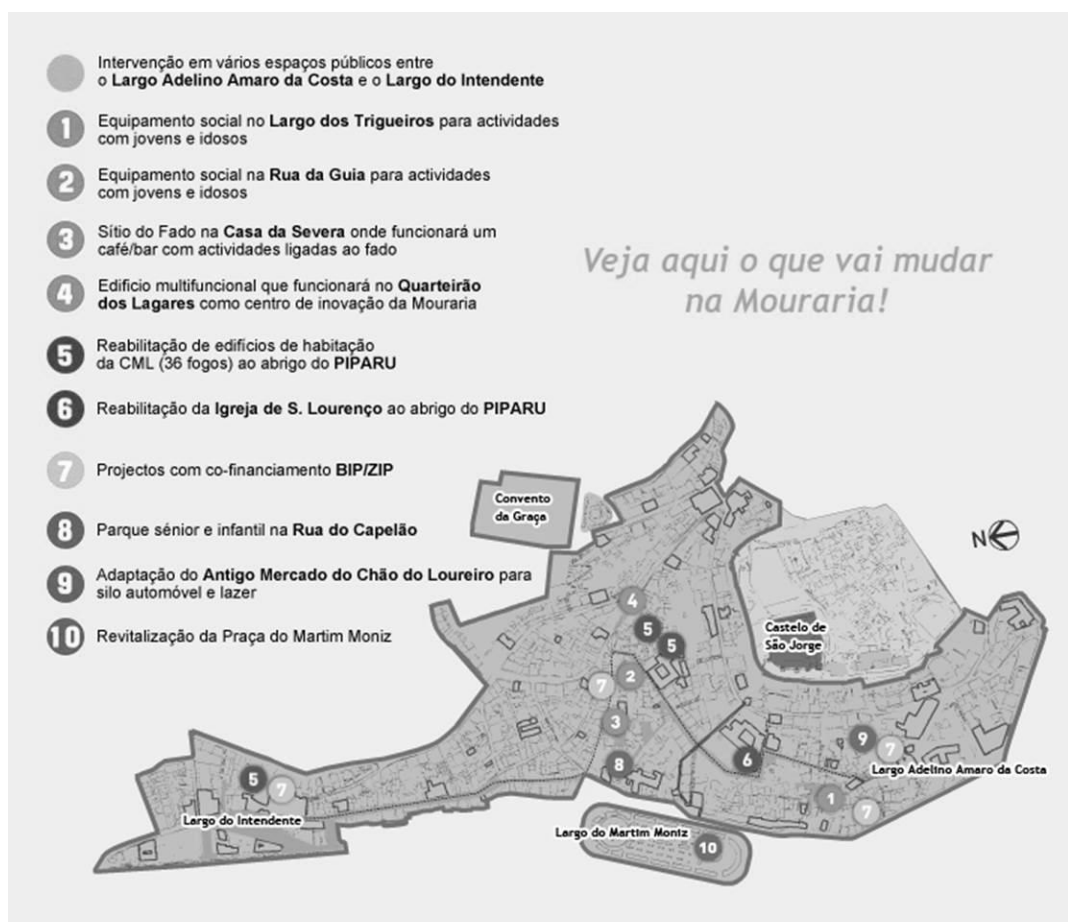 Intervenção em vários espaços públicos entre
o Largo Adelino Amaro da Costa e o Largo do Intendente
1
Equipamento social no Largo dos Trigueiros para actividades
com jovens e idosos
2
Equipamento social na Rua da Guia para actividades
com jovens e idosos
3
Sítio do Fado na Casa da Severa onde funcionará um
café/bar com actividades ligadas ao fado
4
Edificio multifuncional que funcionará no Quarteirão
dos Lagares como centro de inovação da Mouraria
5
Reabilitação de edifícios de habitação
da CML (36 fogos) ao abrigo do PIPARU
6
Reabilitação da Igreja de S. Lourenço ao abrigo do PIPARU
7
Projectos com co-financiamento BIP/ZIP
8
Parque sénior e infantil na Rua do Capelão
9
Adaptação do Antigo Mercado do Chão do Loureiro para
silo automóvel e lazer
10
Revitalização da Praça do Martim Moniz
Veja aqui o que vai mudar
na Mouraria!
Convento
da Graça
N
4
5
5
Castelo de
São Jorge
2
7
3
9
7
6
8
Largo Adelino Amaro da Costa
5
7
1
7
Largo do Intendente
Largo do Martim Moniz
10